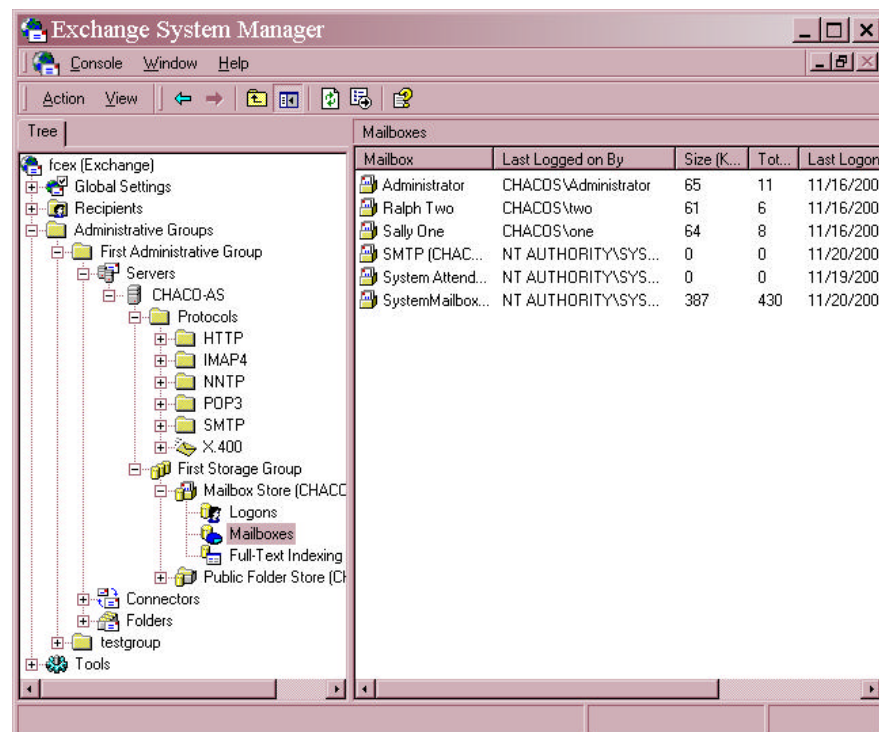 Exchange System Manager
Console Window Help
Action View
Tree
fcex (Exchange)
Global Settings
Recipients
Administrative Groups
First Administrative Group
Servers
CHACO-AS
Protocols
HTTP
IMAP4
NNTP
POP3
SMTP
X.400
First Storage Group
Mailbox Store (CHACC
Logons
Mailboxes
Full-Text Indexing
Public Folder Store (CH
Connectors
Folders
testgroup
Tools
Mailboxes
Mailbox Last Logged on By Size (K... Tot... Last Logon
Administrator CHACOS\Administrator 65 11 11/16/200
Ralph Two CHACOS\two 61 6 11/16/200
Sally One CHACOS\one 64 8 11/16/200
SMTP (CHAC... NT AUTHORITY\SYS... 0 0 11/20/200
System Attend... NT AUTHORITY\SYS... 0 0 11/19/200
SystemMailbox... NT AUTHORITY\SYS... 387 430 11/20/200